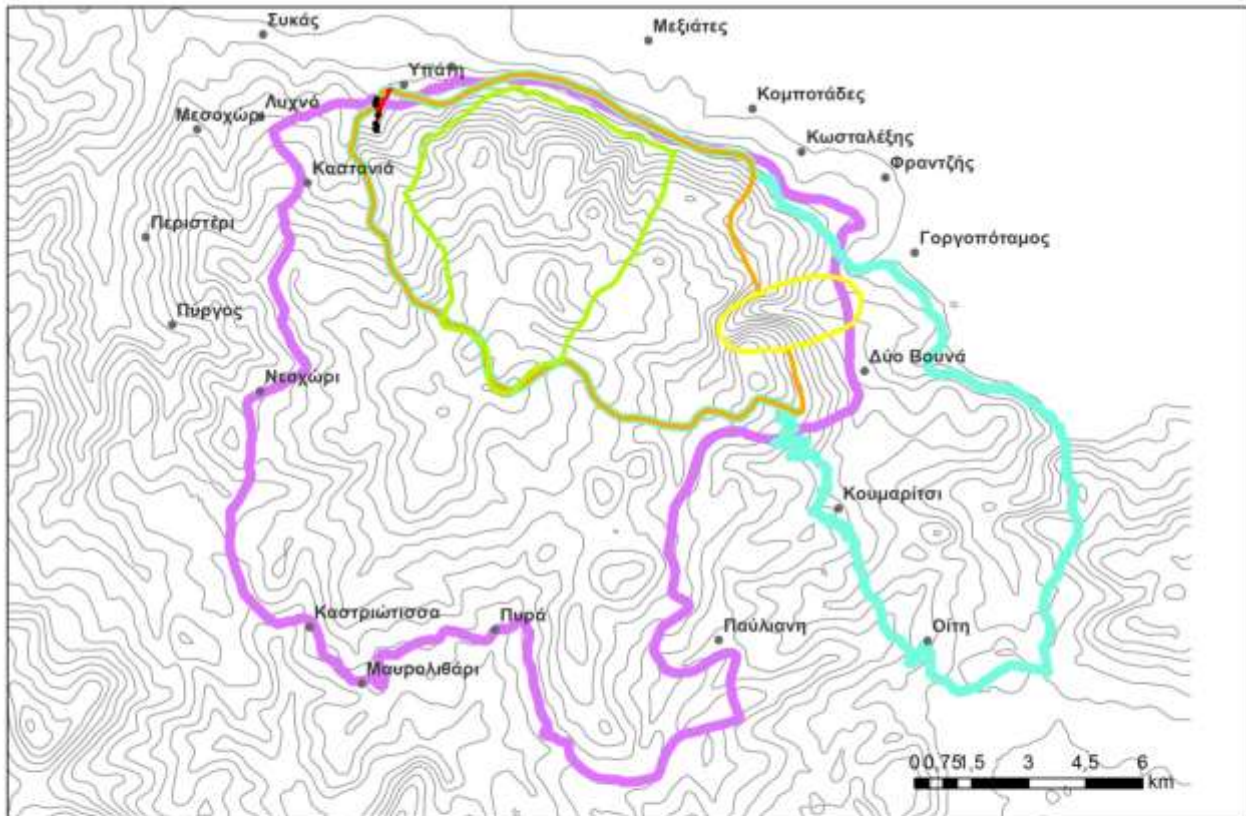 Συκάς
Μεξιάτες
Υπάτη
Λυχνό
Κομποτάδες
Μεσοχώρι
Κωσταλέξης
Φραντζής
Καστανιά
Περιστέρι
Γοργοπόταμος
Πύργος
Δύο Βουνά
Νεοχώρι
Κουμαρίτσι
Καστριώτισσα
Πυρά
Παύλιανη
Οίτη
Μαυρολιθάρι
0 0,75 1,5 3 4,5 6
km